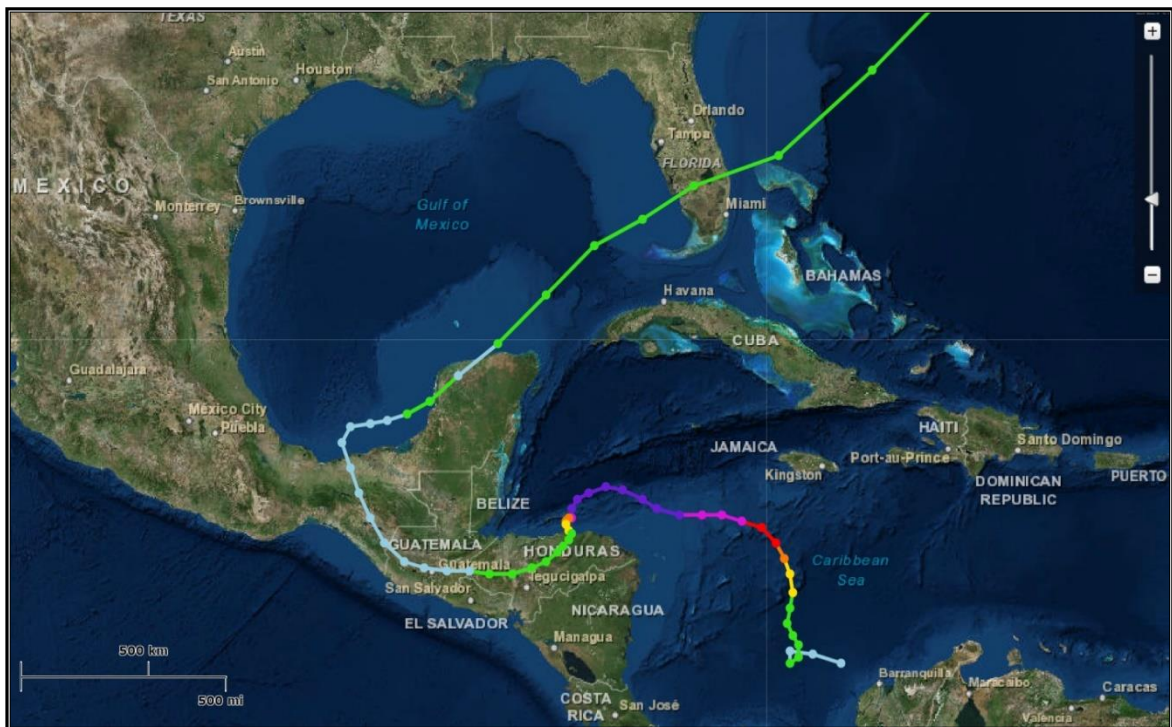 TEXAS
Austin
San Antonio
Houston
Orlando
Tampa
FLORIDA
MEXICO
Monterrey
Brownsville
Gulf of
Mexico
Miami
BAHAMAS
Havana
CUBA
Guadalajara
México City
Puebla
JAMAICA
Kingston
HAITI
Port-au-Prince
Santo Domingo
DOMINICAN
REPUBLIC
PUERTO
BELIZE
GUATEMALA
Guatemala
HONDURAS
Tegucigalpa
San Salvador
EL SALVADOR
NICARAGUA
Managua
Caribbean
Sea
COSTA
RICA
San José
Barranquilla
Maracaibo
Caracas
Valencia
500 km
500 mi
+
−